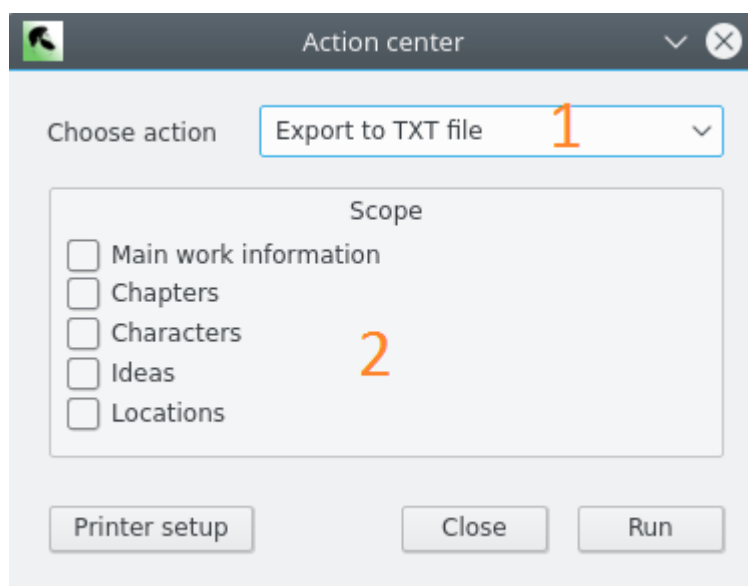 Action center
Choose action Export to TXT file 1
Scope
Main work information
Chapters
Characters
2
Ideas
Locations
Printer setup Close Run